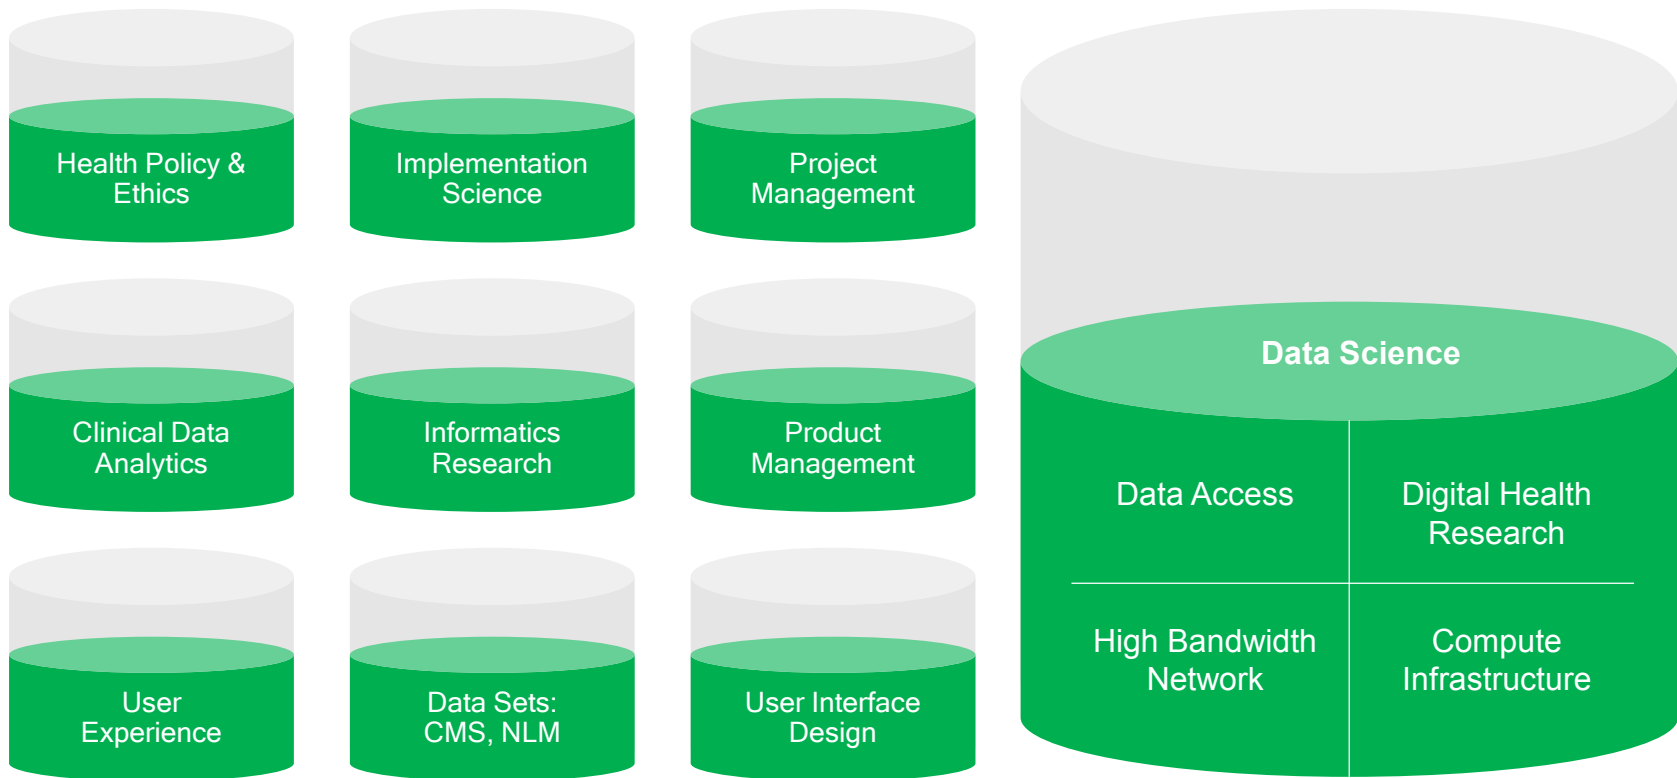 Health Policy &
Ethics
Implementation
Science
Project
Management
Clinical Data
Analytics
Informatics
Research
Product
Management
User
Experience
Data Sets:
CMS, NLM
User Interface
Design
Data Science
Data Access
Digital Health
Research
High Bandwidth
Network
Compute
Infrastructure